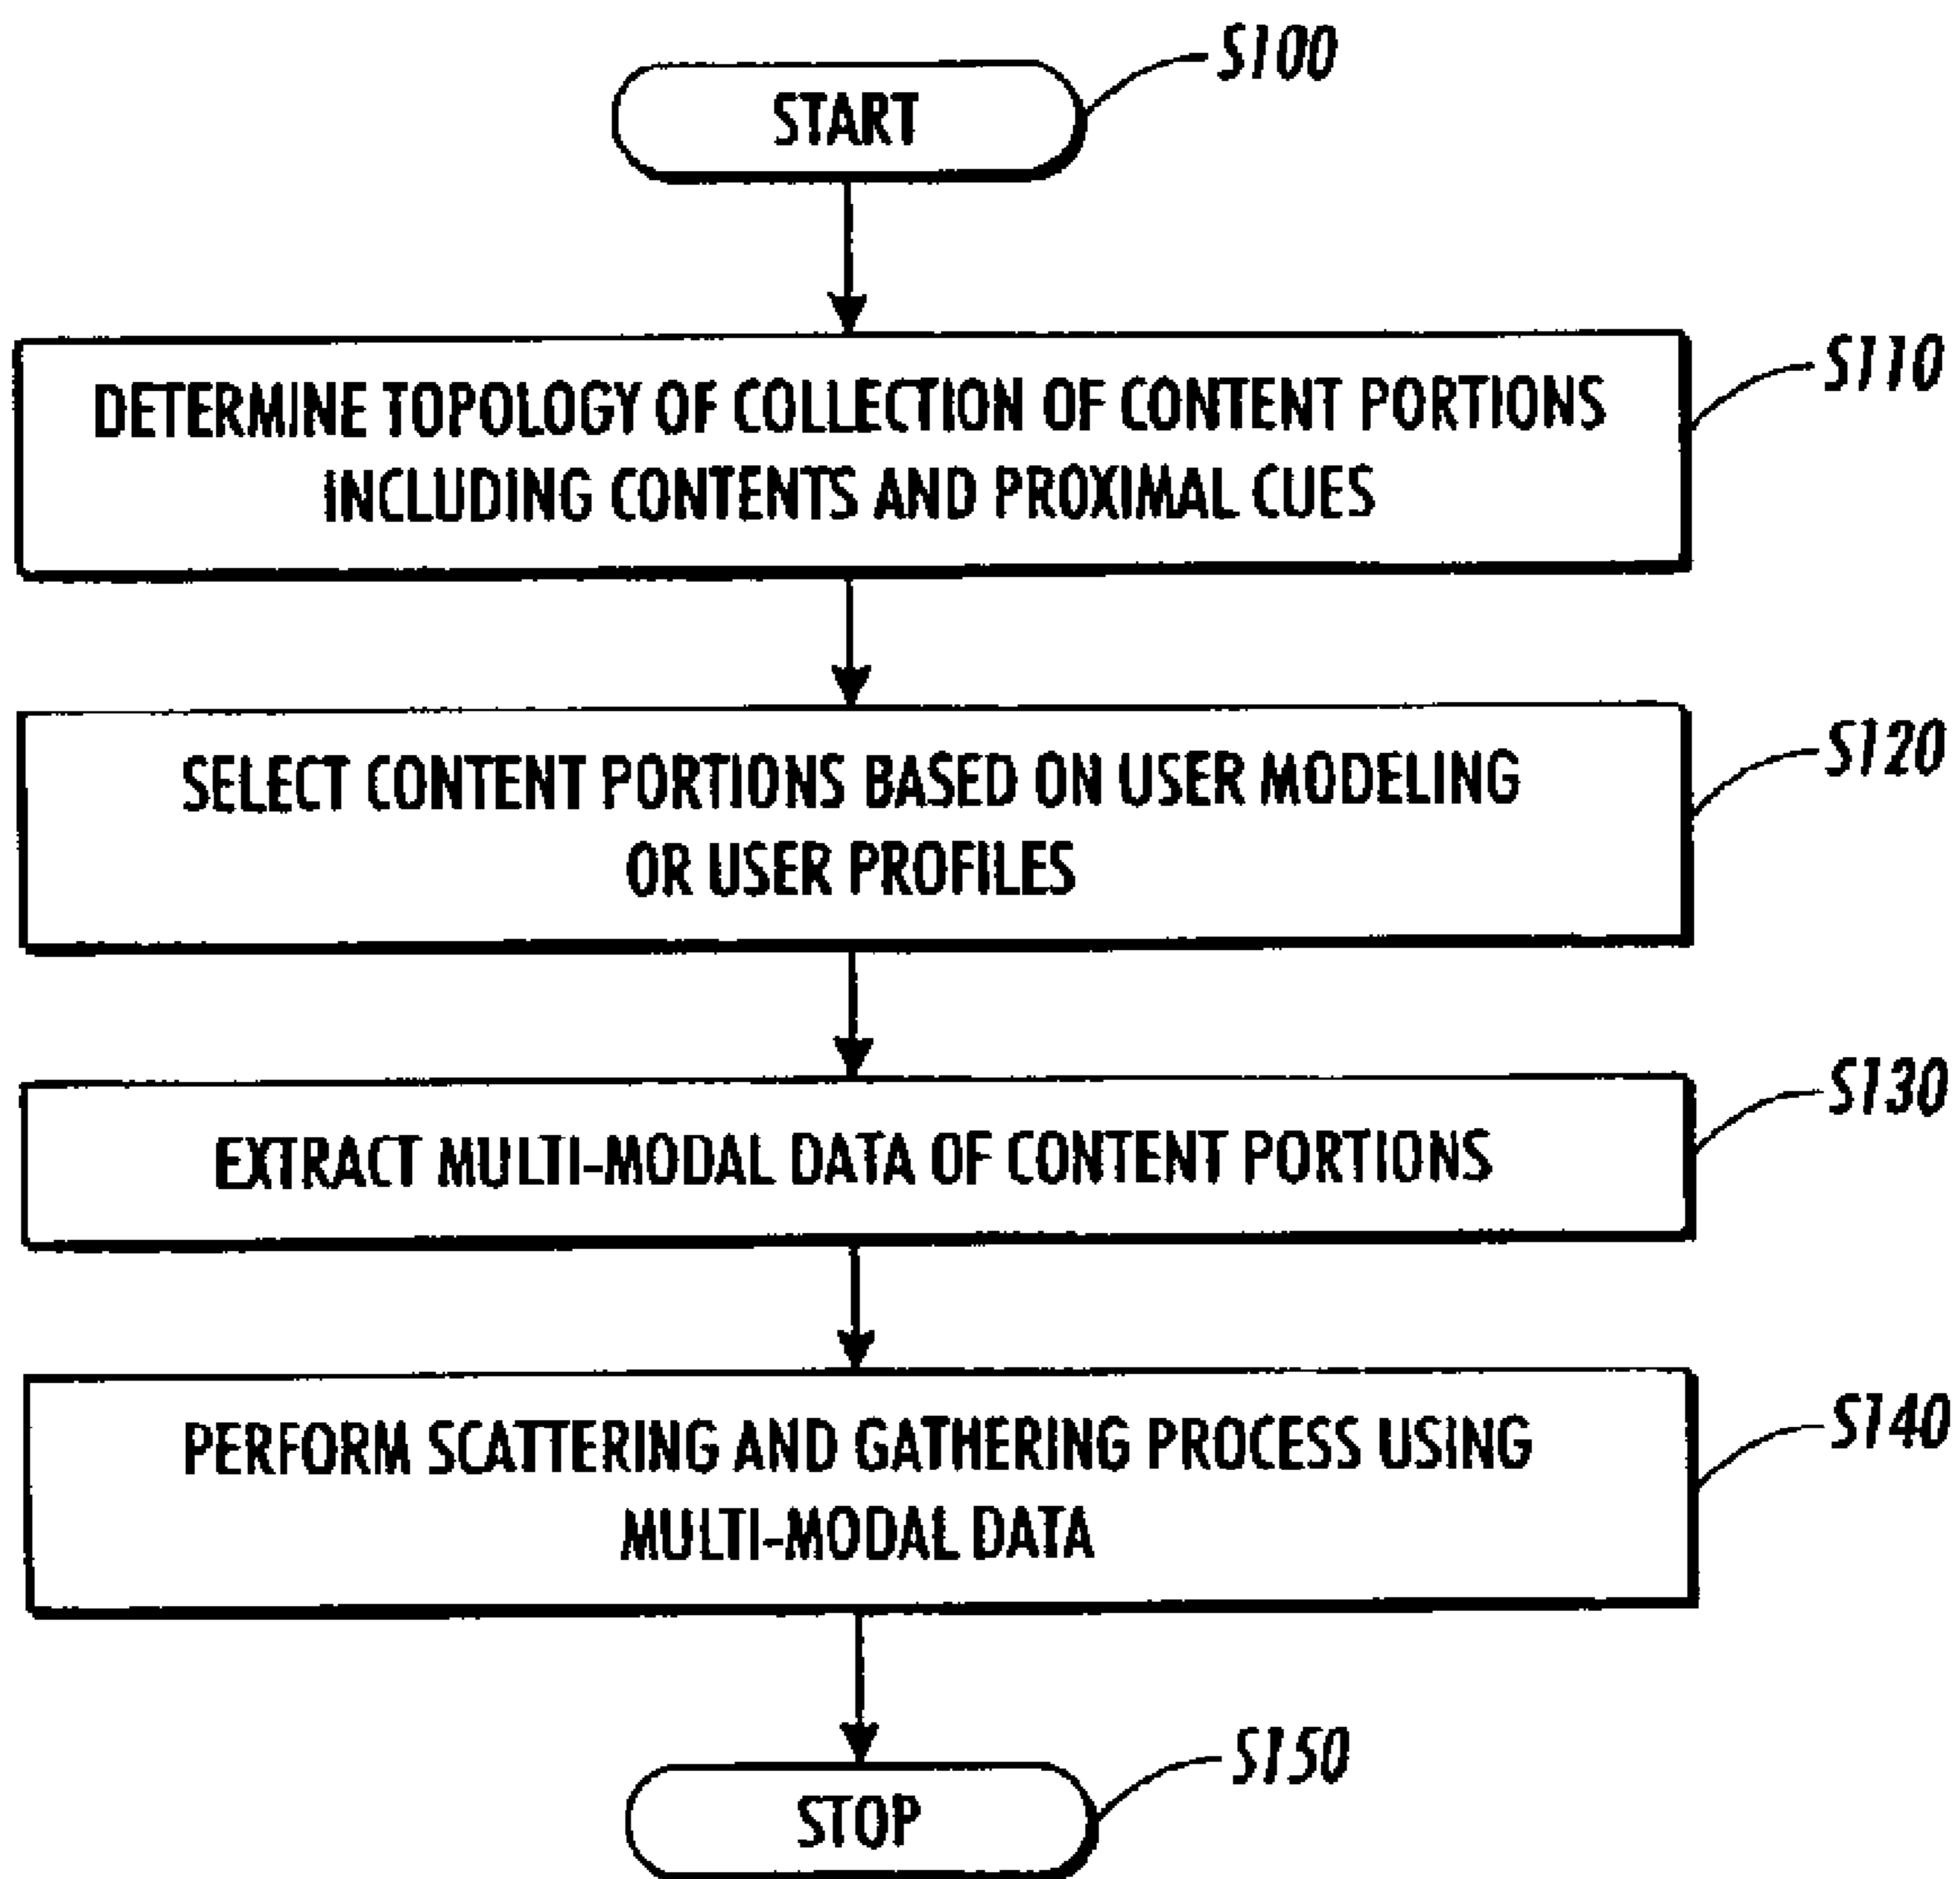 S100
START
S110
DETERMINE TOPOLOGY OF COLLECTION OF CONTENT PORTIONS
INCLUDING CONTENTS AND PROXIMAL CUES
S120
SELECT CONTENT PORTIONS BASED ON USER MODELING
OR USER PROFILES
S130
EXTRACT MULTI-MODAL DATA OF CONTENT PORTIONS
S140
PERFORM SCATTERING AND GATHERING PROCESS USING
MULTI-MODAL DATA
S150
STOP